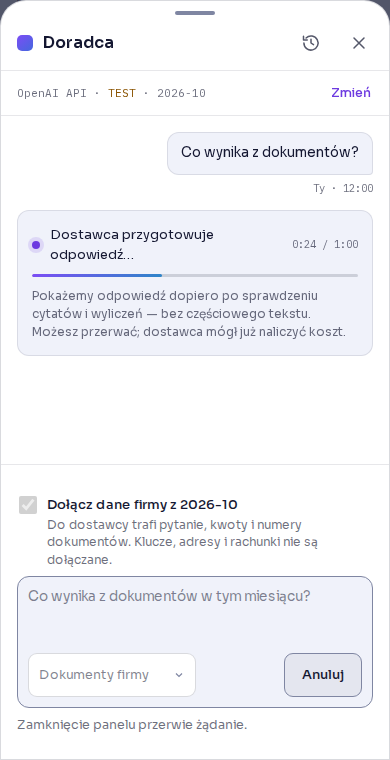 Doradca
OpenAI API · TEST · 2026-10
Zmień
Co wynika z dokumentów?
Ty · 12:00
Dostawca przygotowuje
odpowiedź…
0:24 / 1:00
Pokażemy odpowiedź dopiero po sprawdzeniu
cytatów i wyliczeń — bez częściowego tekstu.
Możesz przerwać; dostawca mógł już naliczyć koszt.
Dołącz dane firmy z 2026-10
Do dostawcy trafi pytanie, kwoty i numery
dokumentów. Klucze, adresy i rachunki nie są
dołączane.
Co wynika z dokumentów w tym miesiącu?
Dokumenty firmy
Anuluj
Zamknięcie panelu przerwie żądanie.